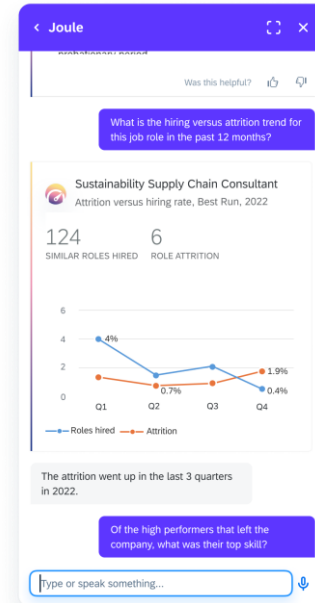 Joule
probationary period
Was this helpful?
What is the hiring versus attrition trend for
this job role in the past 12 months?
Sustainability Supply Chain Consultant
Attrition versus hiring rate, Best Run, 2022
124 6
SIMILAR ROLES HIRED ROLE ATTRITION
6
4
2
0
4%
0.7%
1.9%
0.4%
Q1 Q2 Q3 Q4
Roles hired Attrition
The attrition went up in the last 3 quarters
in 2022.
Of the high performers that left the
company, what was their top skill?
Type or speak something...